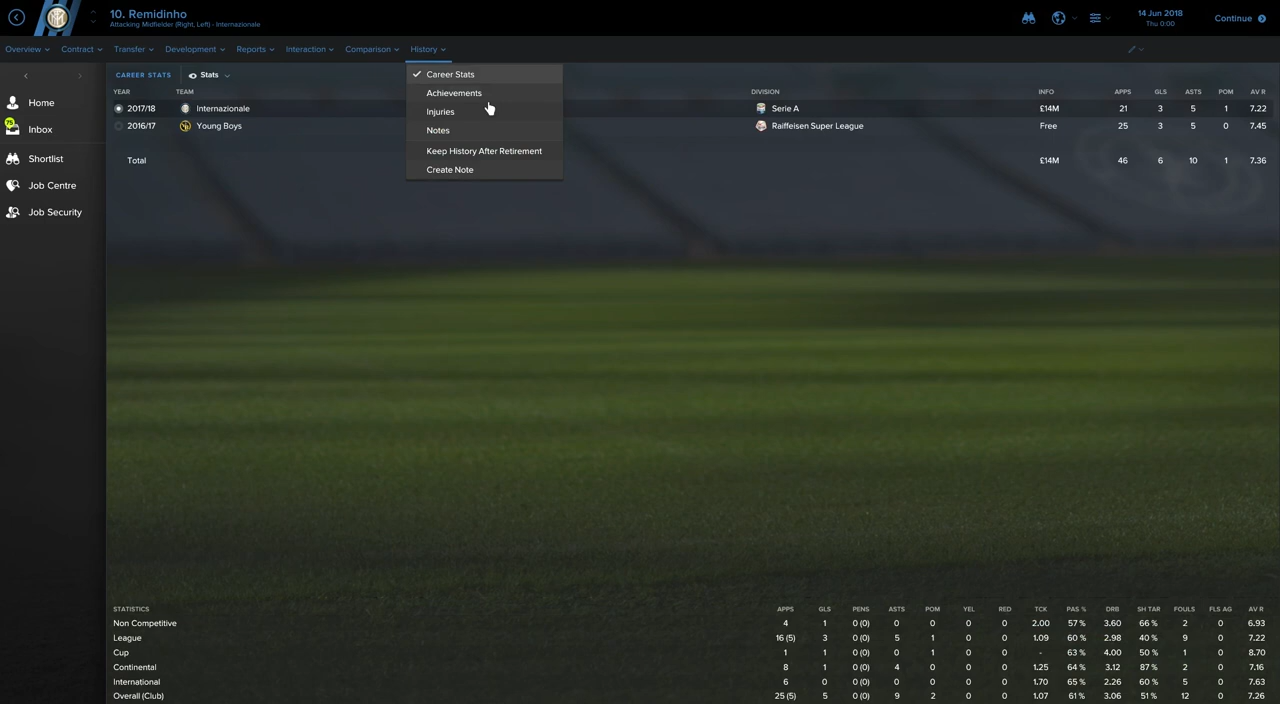 10. Remidinho
Attacking Midfielder (Right, Left) - Internazionale
14 Jun 2018
Thu 0:00
Continue
Overview Contract Transfer Development Reports Interaction Comparison History
Home
75
Inbox
Shortlist
Job Centre
Job Security
CAREER STATS Stats
Career Stats
Achievements
Injuries
Notes
Keep History After Retirement
Create Note
YEAR TEAM DIVISION INFO APPS GLS ASTS POM AV R
2017/18 Internazionale Serie A £14M 21 3 5 1 7.22
2016/17 Young Boys Raiffeisen Super League Free 25 3 5 0 7.45
Total £14M 46 6 10 1 7.36
STATISTICS APPS GLS PENS ASTS POM YEL RED TCK PAS % DRB SH TAR FOULS FLS AG AV R
Non Competitive 4 1 0 (0) 0 0 0 0 2.00 57 % 3.60 66 % 2 0 6.93
League 16 (5) 3 0 (0) 5 1 0 0 1.09 60 % 2.98 40 % 9 0 7.22
Cup 1 1 0 (0) 0 1 0 0 - 63 % 4.00 50 % 1 0 8.70
Continental 8 1 0 (0) 4 0 0 0 1.25 64 % 3.12 87 % 2 0 7.16
International 6 0 0 (0) 0 0 0 0 1.70 65 % 2.26 60 % 5 0 7.63
Overall (Club) 25 (5) 5 0 (0) 9 2 0 0 1.07 61 % 3.06 51 % 12 0 7.26